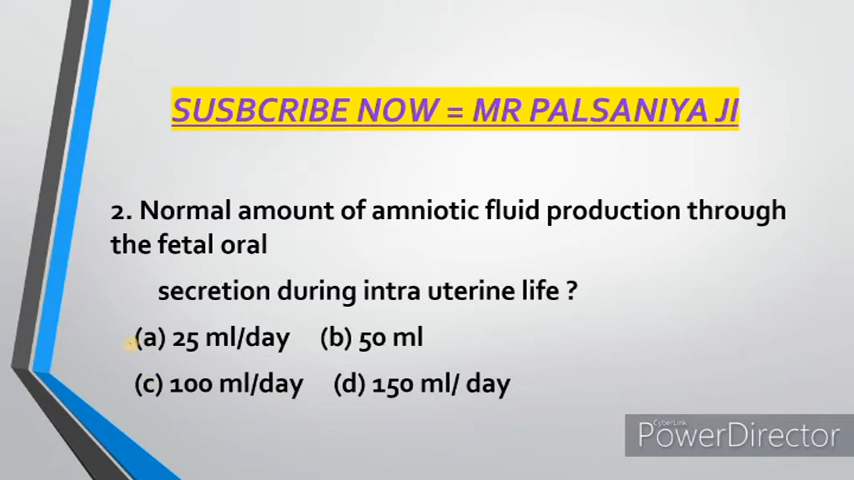 SUSBCRIBE NOW = MR PALSANIYA JI
2. Normal amount of amniotic fluid production through
the fetal oral
secretion during intra uterine life ?
(a) 25 ml/day (b) 50 ml
(c) 100 ml/day (d) 150 ml/ day
CyberLink
PowerDirector